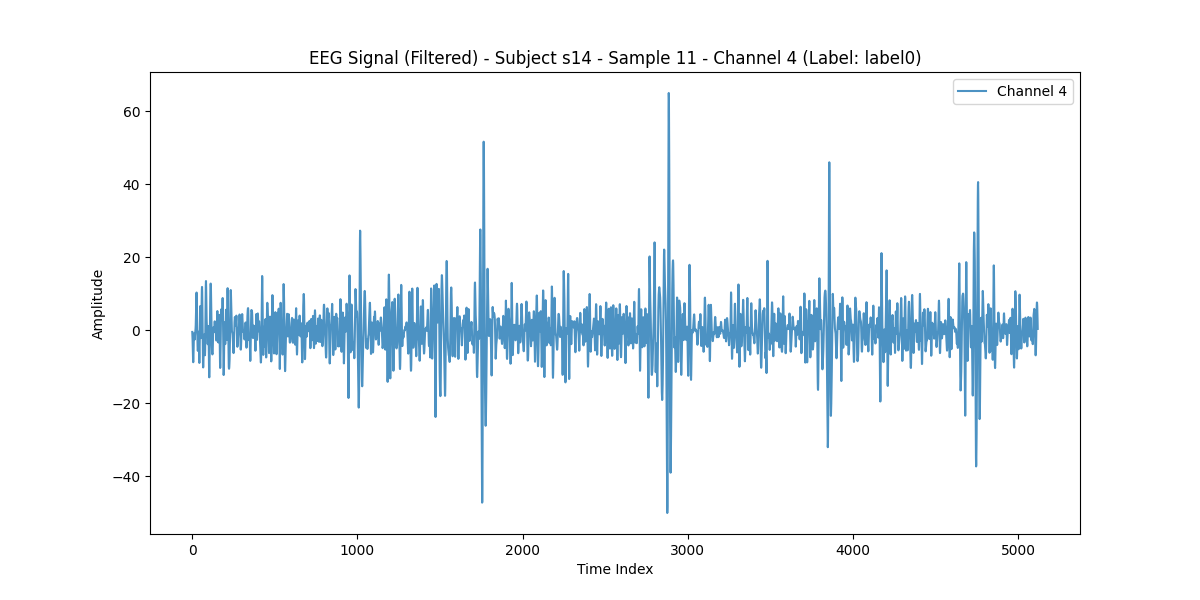 EEG Signal (Filtered) - Subject s14 - Sample 11 - Channel 4 (Label: label0)
Channel 4
60
40
20
0
−20
−40
Amplitude
0 1000 2000 3000 4000 5000
Time Index